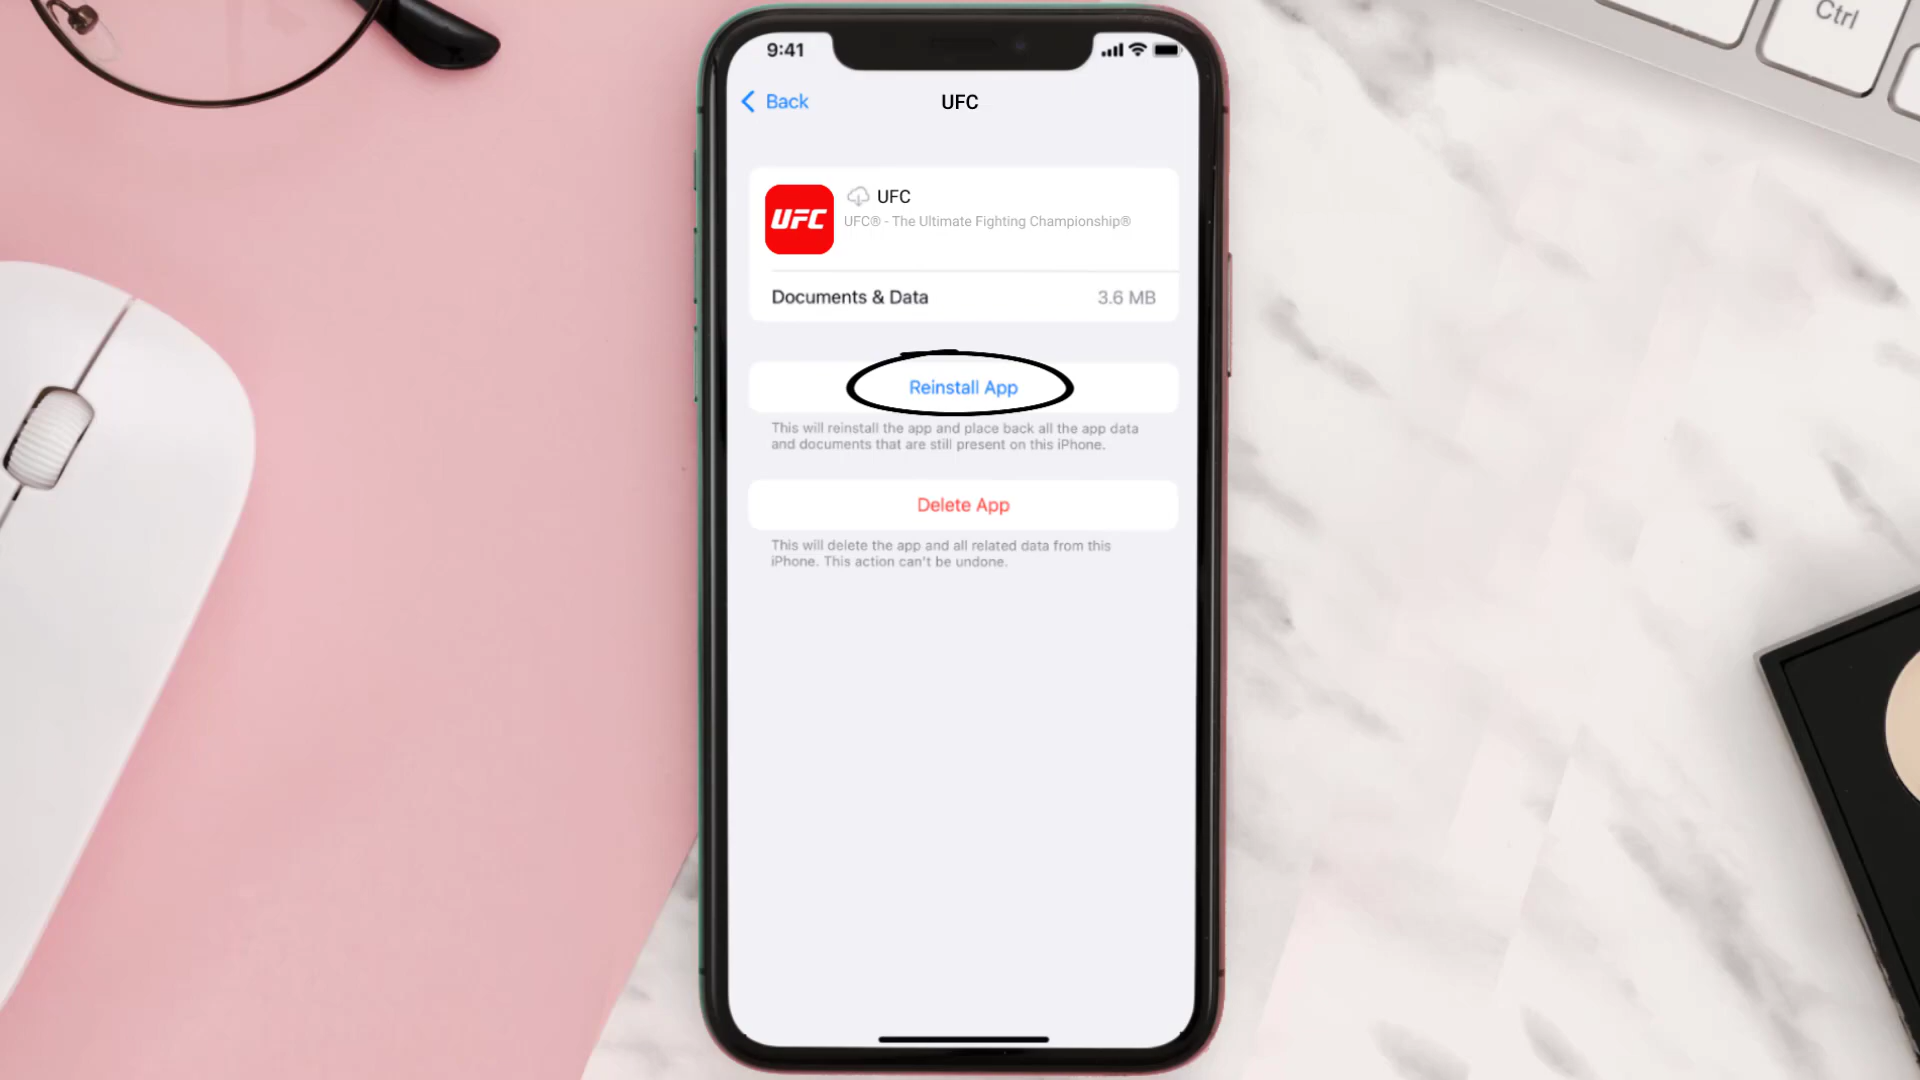 Ctrl
9:41
Back
UFC
UFC
UFC
UFC® - The Ultimate Fighting Championship®
Documents & Data 3.6 MB
Reinstall App
This will reinstall the app and place back all the app data
and documents that are still present on this iPhone.
Delete App
This will delete the app and all related data from this
iPhone. This action can't be undone.